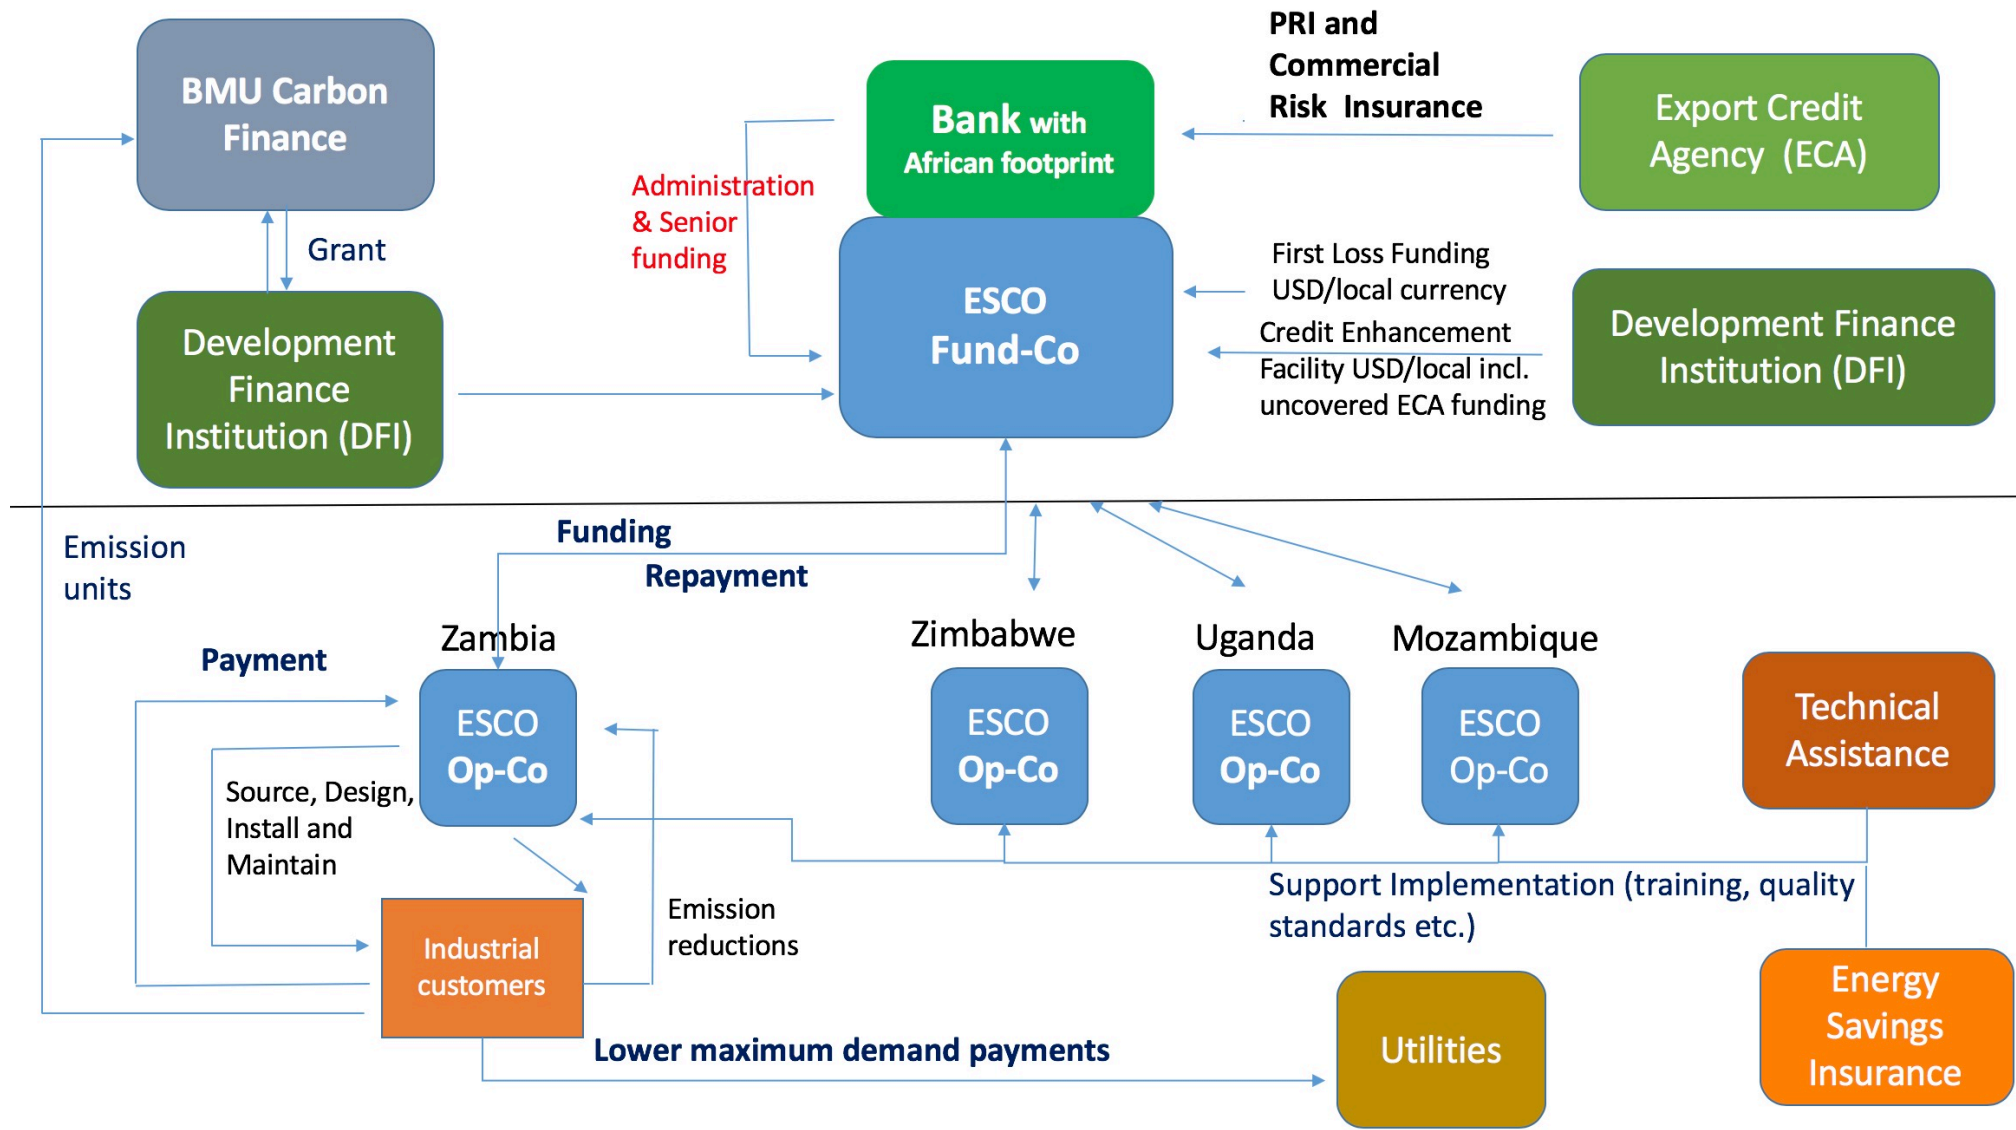 BMU Carbon
Finance
Bank with
African footprint
PRI and
Commercial
Risk  Insurance
Export Credit
Agency  (ECA)
Administration
& Senior
funding
Grant
Development
Finance
Institution (DFI)
ESCO
Fund-Co
First Loss Funding
USD/local currency
Credit Enhancement
Facility USD/local incl.
uncovered ECA funding
Development Finance
Institution (DFI)
Emission
units
Funding
Repayment
Payment
Zambia
ESCO
Op-Co
Zimbabwe
ESCO
Op-Co
Uganda
ESCO
Op-Co
Mozambique
ESCO
Op-Co
Technical
Assistance
Source, Design,
Install and
Maintain
Industrial
customers
Emission
reductions
Support Implementation (training, quality
standards etc.)
Lower maximum demand payments
Utilities
Energy
Savings
Insurance